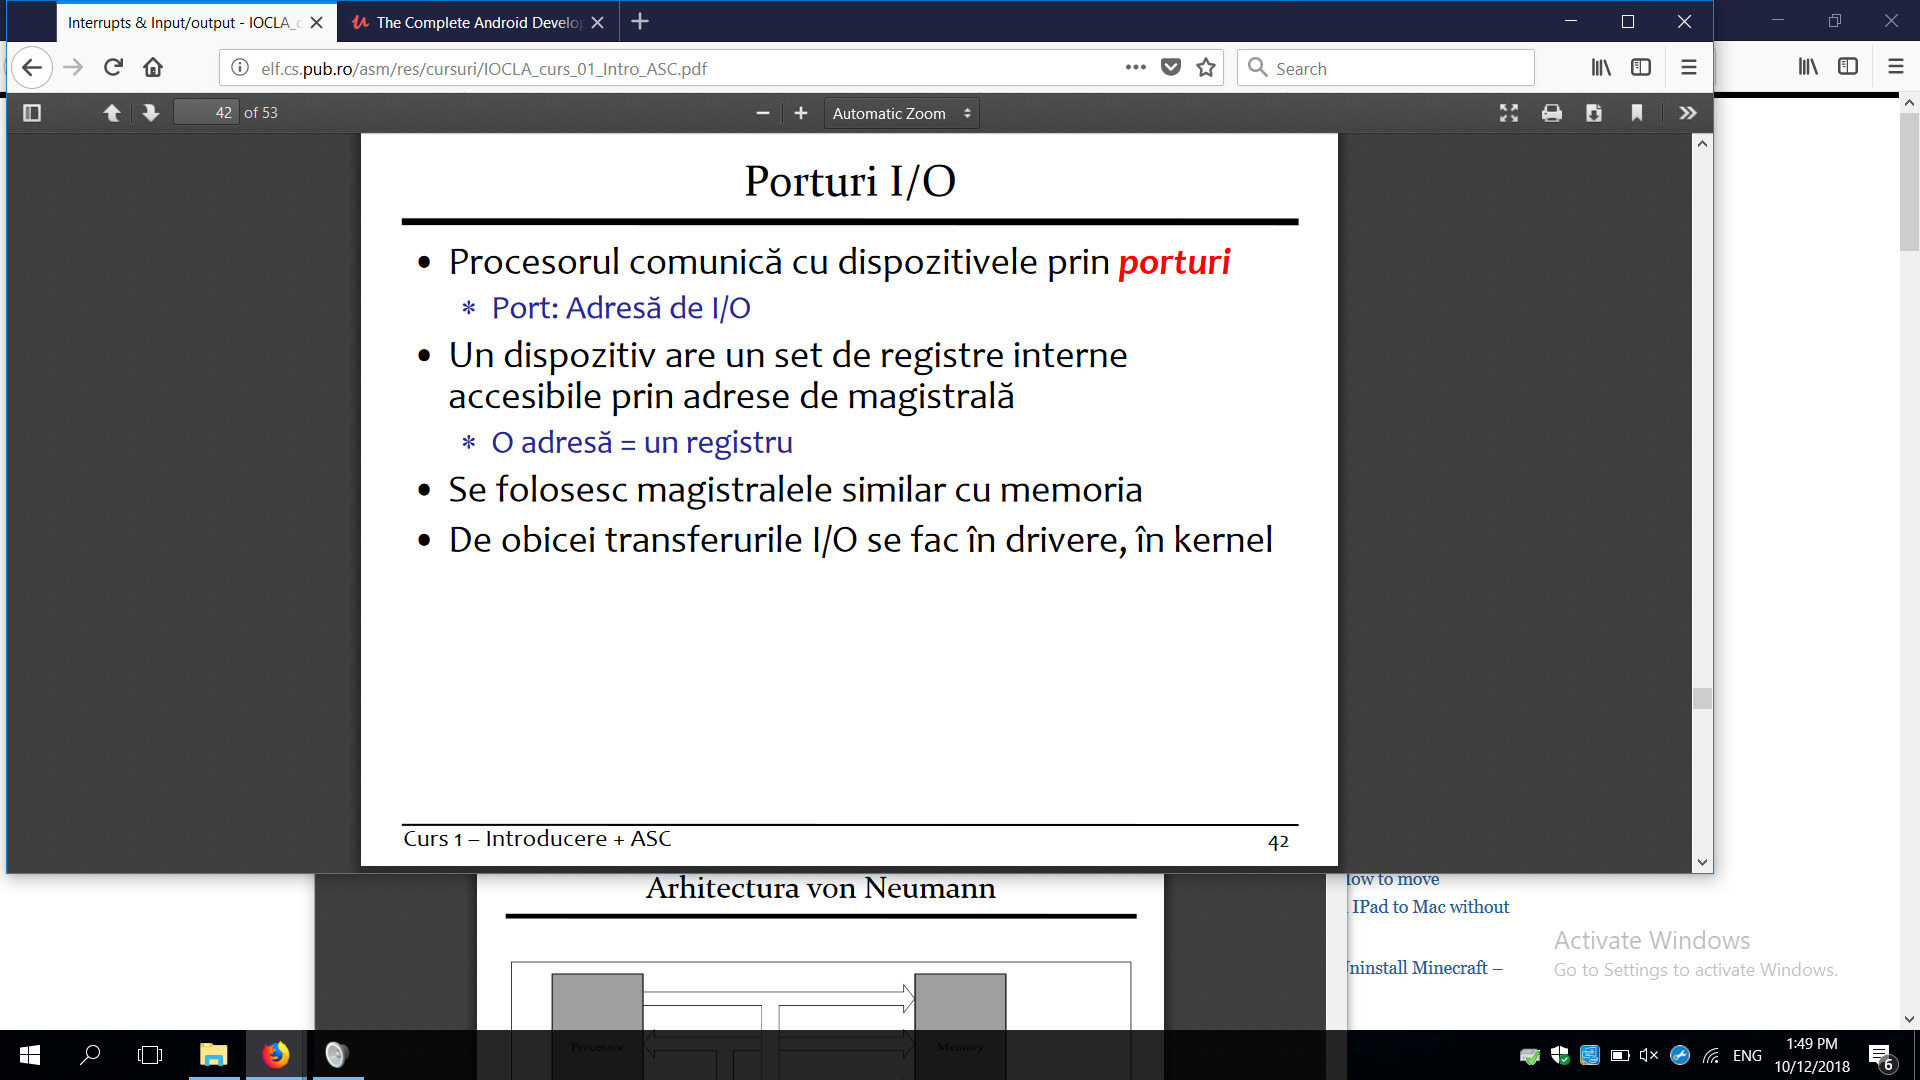 Interrupts & Input/output - IOCLA_c
The Complete Android Develop
elf.cs.pub.ro/asm/res/cursuri/IOCLA_curs_01_Intro_ASC.pdf
Search
42 of 53
Automatic Zoom
Porturi I/O
• Procesorul comunică cu dispozitivele prin porturi
* Port: Adresă de I/O
• Un dispozitiv are un set de registre interne
accesibile prin adrese de magistrală
* O adresă = un registru
• Se folosesc magistralele similar cu memoria
• De obicei transferurile I/O se fac în drivere, în kernel
Curs 1 – Introducere + ASC
42
Arhitectura von Neumann
Processor
Memory
to move
IPad to Mac without
ninstall Minecraft –
Activate Windows
Go to Settings to activate Windows.
ENG
1:49 PM
10/12/2018
6